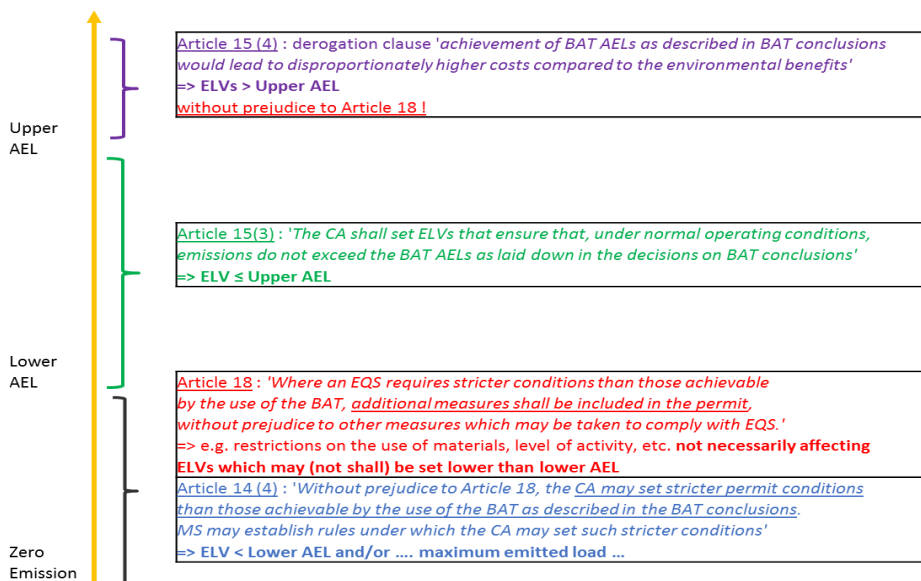 Article 15 (4) : derogation clause 'achievement of BAT AELs as described in BAT conclusions
would lead to disproportionately higher costs compared to the environmental benefits'
=> ELVs > Upper AEL
without prejudice to Article 18 !
Upper
AEL
Article 15(3) : 'The CA shall set ELVs that ensure that, under normal operating conditions,
emissions do not exceed the BAT AELs as laid down in the decisions on BAT conclusions'
=> ELV ≤ Upper AEL
Lower
AEL
Article 18 : 'Where an EQS requires stricter conditions than those achievable
by the use of the BAT, additional measures shall be included in the permit,
without prejudice to other measures which may be taken to comply with EQS.'
=> e.g. restrictions on the use of materials, level of activity, etc. not necessarily affecting
ELVs which may (not shall) be set lower than lower AEL
Article 14 (4) : 'Without prejudice to Article 18, the CA may set stricter permit conditions
than those achievable by the use of the BAT as described in the BAT conclusions.
MS may establish rules under which the CA may set such stricter conditions'
=> ELV < Lower AEL and/or .... maximum emitted load ...
Zero
Emission